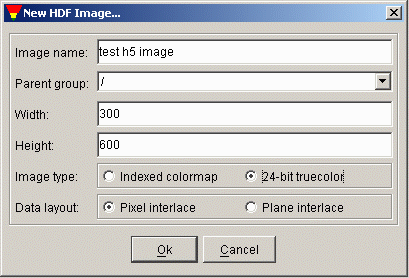 New HDF Image...
Image name: test h5 image
Parent group: /
Width: 300
Height: 600
Image type: Indexed colormap 24-bit truecolor
Data layout: Pixel interlace Plane interlace
Ok Cancel